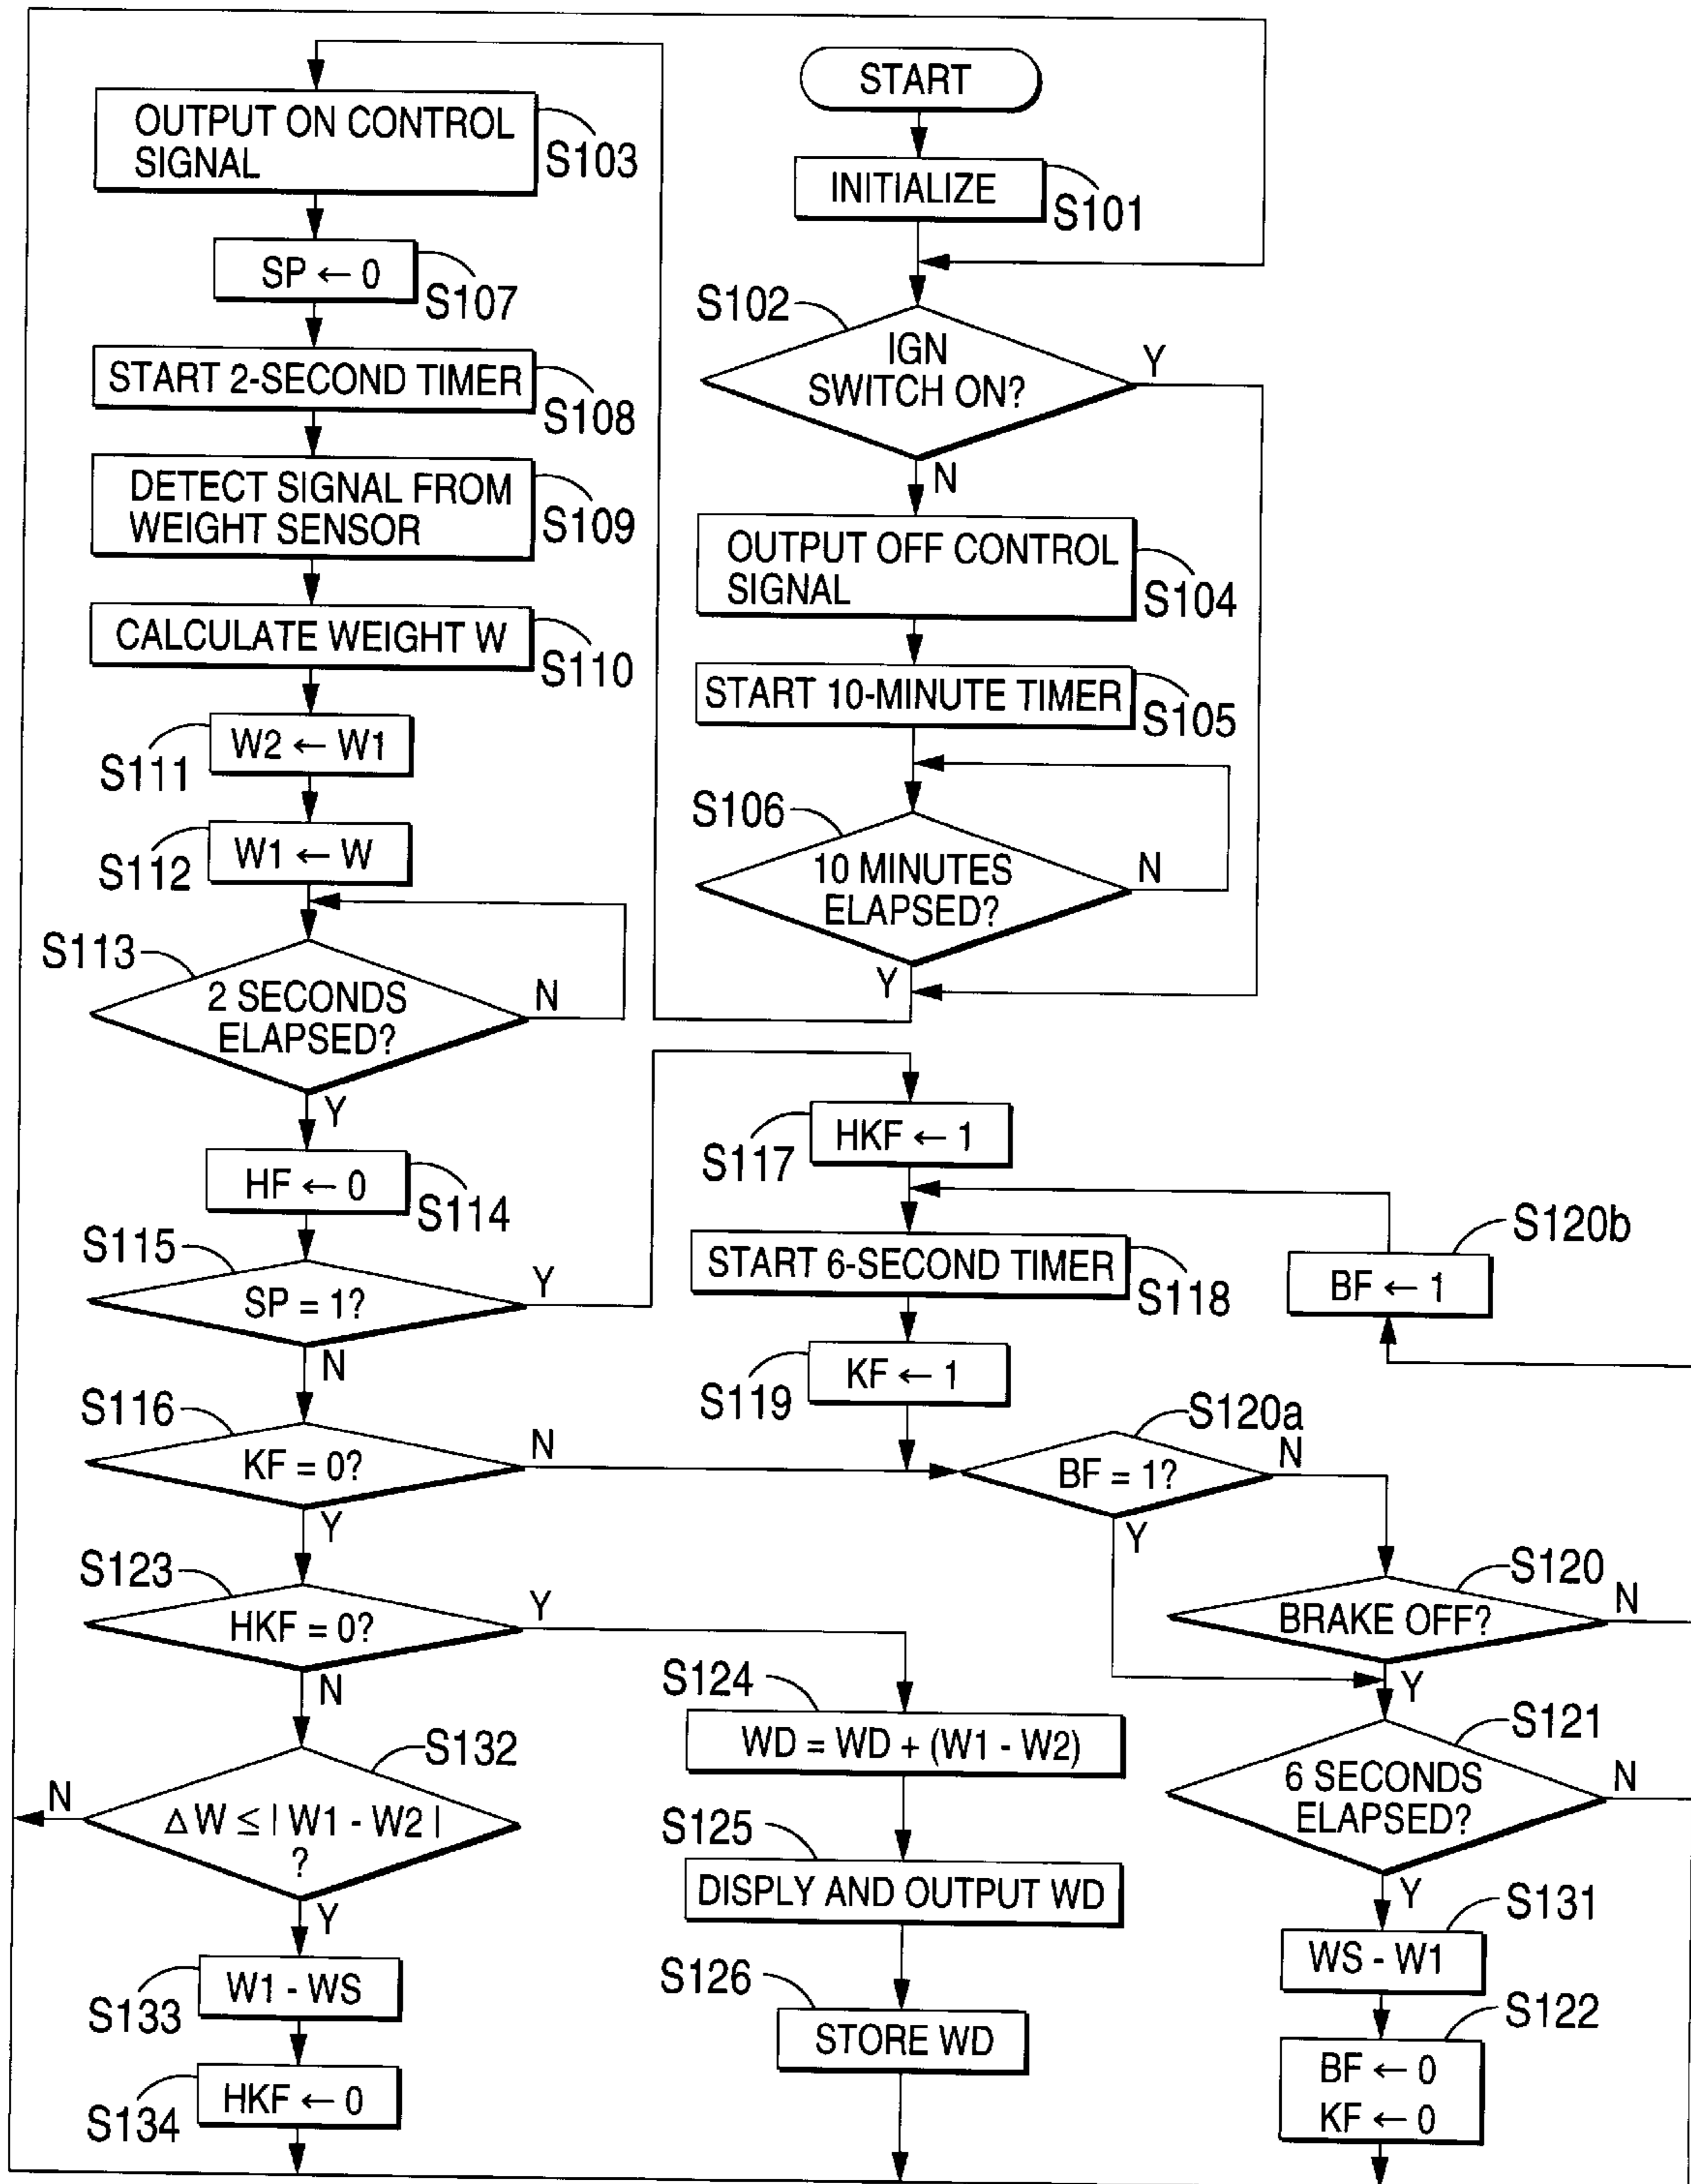 START
INITIALIZE
S101
S102
IGN
SWITCH ON?
Y
N
OUTPUT OFF CONTROL
SIGNAL
S104
START 10-MINUTE TIMER
S105
S106
10 MINUTES
ELAPSED?
N
Y
OUTPUT ON CONTROL
SIGNAL
S103
SP ← 0
S107
START 2-SECOND TIMER
S108
DETECT SIGNAL FROM
WEIGHT SENSOR
S109
CALCULATE WEIGHT W
S110
W2 ← W1
S111
W1 ← W
S112
S113
2 SECONDS
ELAPSED?
N
Y
HF ← 0
S114
S115
SP = 1?
Y
N
S116
KF = 0?
N
Y
S117
HKF ← 1
START 6-SECOND TIMER
S118
KF ← 1
S119
S120b
BF ← 1
S120a
BF = 1?
N
Y
S120
BRAKE OFF?
N
Y
S121
6 SECONDS
ELAPSED?
N
Y
S131
WS - W1
S122
BF ← 0
KF ← 0
S123
HKF = 0?
Y
N
S124
WD = WD + (W1 - W2)
S125
DISPLY AND OUTPUT WD
S126
STORE WD
S132
N
ΔW ≤ | W1 - W2 |
?
Y
W1 - WS
S133
HKF ← 0
S134